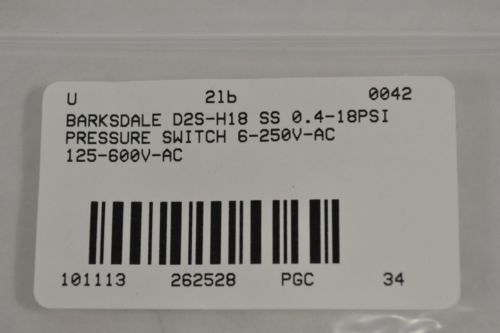 U 2lb 0042
BARKSDALE D2S-H18 SS 0.4-18PSI
PRESSURE SWITCH 6-250V-AC
125-600V-AC
101113 262528 PGC 34